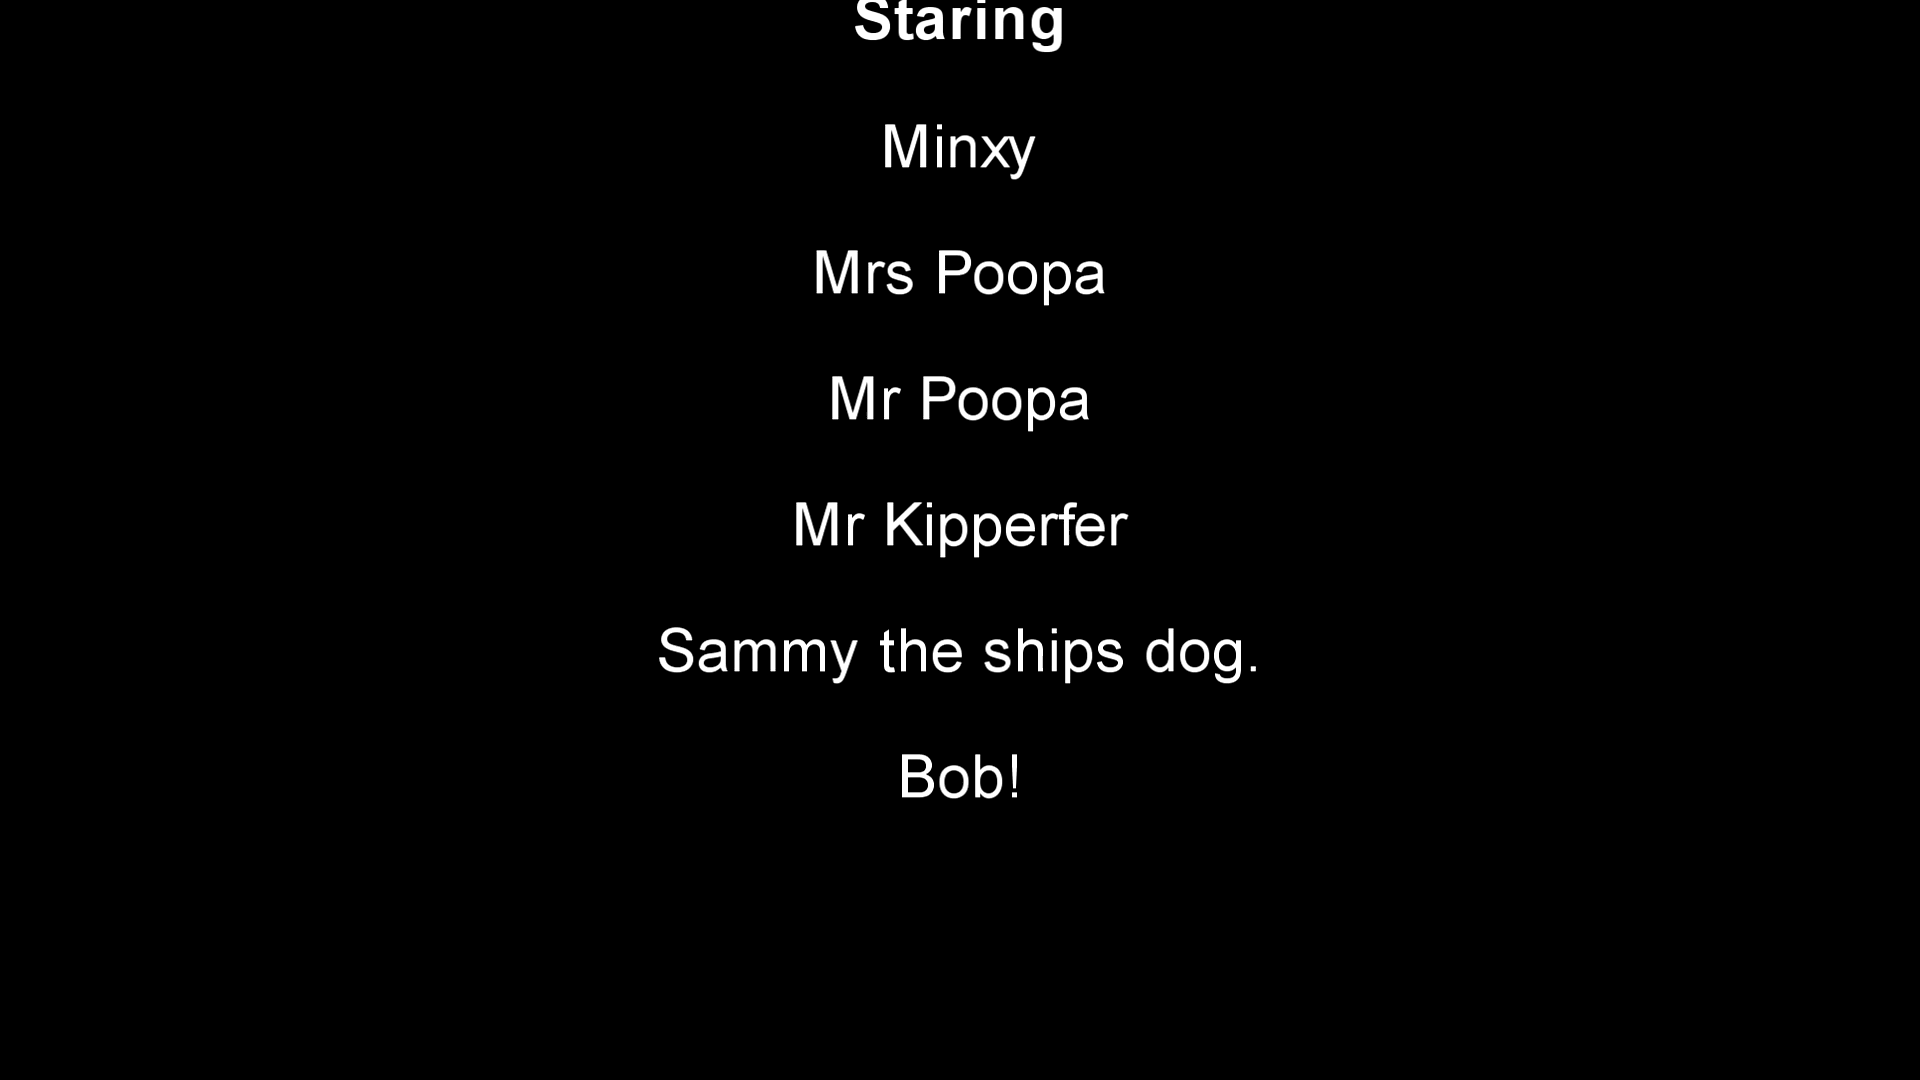 Staring
Minxy
Mrs Poopa
Mr Poopa
Mr Kipperfer
Sammy the ships dog.
Bob!